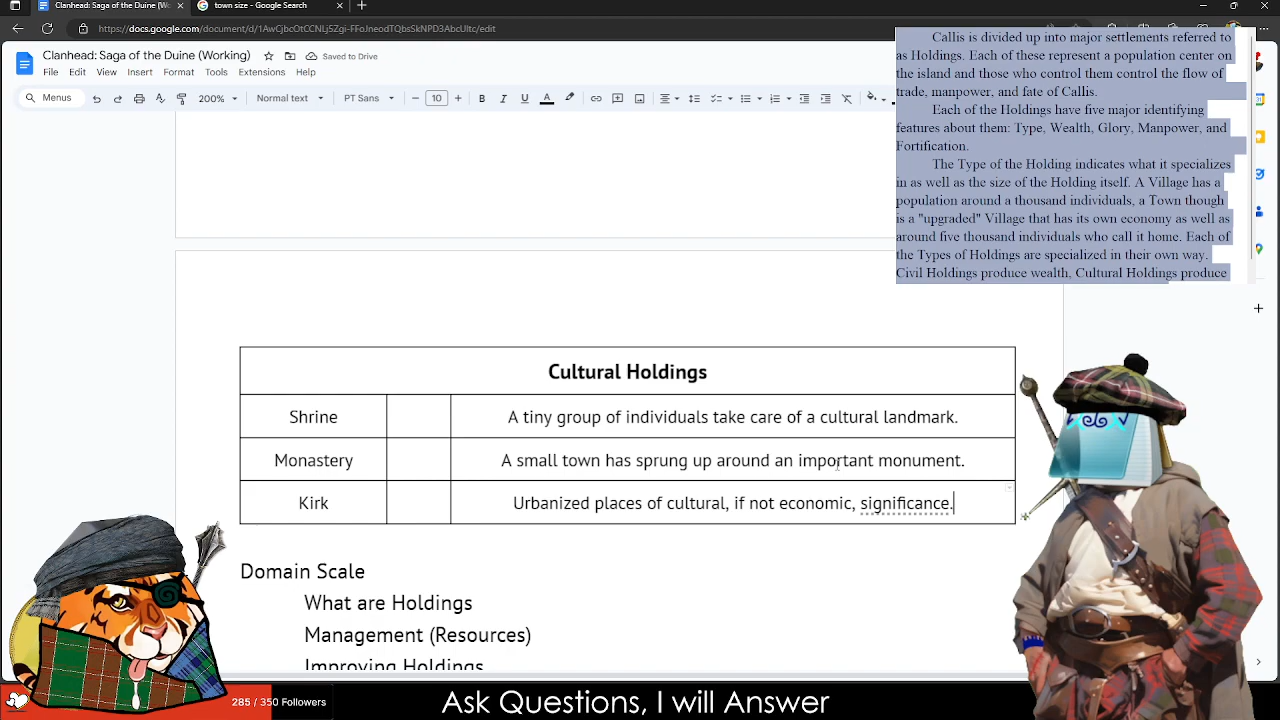 Clanhead: Saga of the Duine (Wo
town size - Google Search
https://docs.google.com/document/d/1AwCjbcOtCCNLj5Zgi-FFoJneodTQbsSkNPD3AbcUltc/edit
Clanhead: Saga of the Duine (Working)
Saved to Drive
File Edit View Insert Format Tools Extensions Help
Menus 200% Normal text PT Sans 10 B I U A
Callis is divided up into major settlements referred to
as Holdings. Each of these represent a population center on
the island and those who control them control the flow of
trade, manpower, and fate of Callis.
Each of the Holdings have five major identifying
features about them: Type, Wealth, Glory, Manpower, and
Fortification.
The Type of the Holding indicates what it specializes
in as well as the size of the Holding itself. A Village has a
population around a thousand individuals, a Town though
is a "upgraded" Village that has its own economy as well as
around five thousand individuals who call it home. Each of
the Types of Holdings are specialized in their own way.
Civil Holdings produce wealth, Cultural Holdings produce
Cultural Holdings
Shrine A tiny group of individuals take care of a cultural landmark.
Monastery A small town has sprung up around an important monument.
Kirk Urbanized places of cultural, if not economic, significance.
Domain Scale
What are Holdings
Management (Resources)
Improving Holdings
285 / 350 Followers
Ask Questions, I will Answer